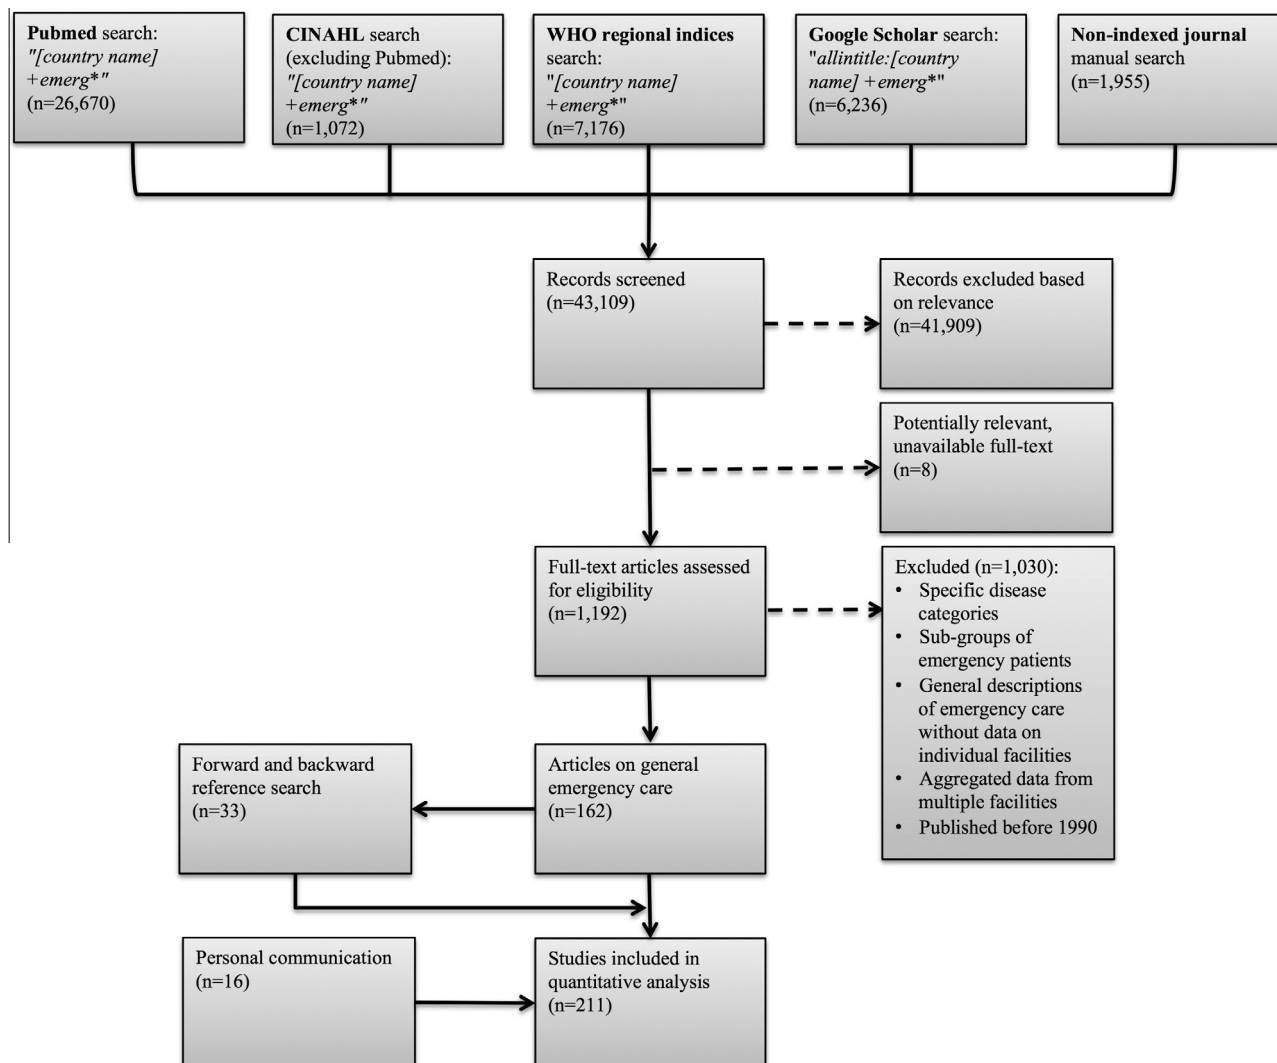 Pubmed search:
"[country name]
+emerg*"
(n=26,670)
CINAHL search
(excluding Pubmed):
"[country name]
+emerg*"
(n=1,072)
WHO regional indices
search:
"[country name]
+emerg*"
(n=7,176)
Google Scholar search:
"allintitle:[country
name] +emerg*"
(n=6,236)
Non-indexed journal
manual search
(n=1,955)
Records screened
(n=43,109)
Records excluded based
on relevance
(n=41,909)
Potentially relevant,
unavailable full-text
(n=8)
Full-text articles assessed
for eligibility
(n=1,192)
Excluded (n=1,030):
• Specific disease
categories
• Sub-groups of
emergency patients
• General descriptions
of emergency care
without data on
individual facilities
• Aggregated data from
multiple facilities
• Published before 1990
Forward and backward
reference search
(n=33)
Articles on general
emergency care
(n=162)
Personal communication
(n=16)
Studies included in
quantitative analysis
(n=211)